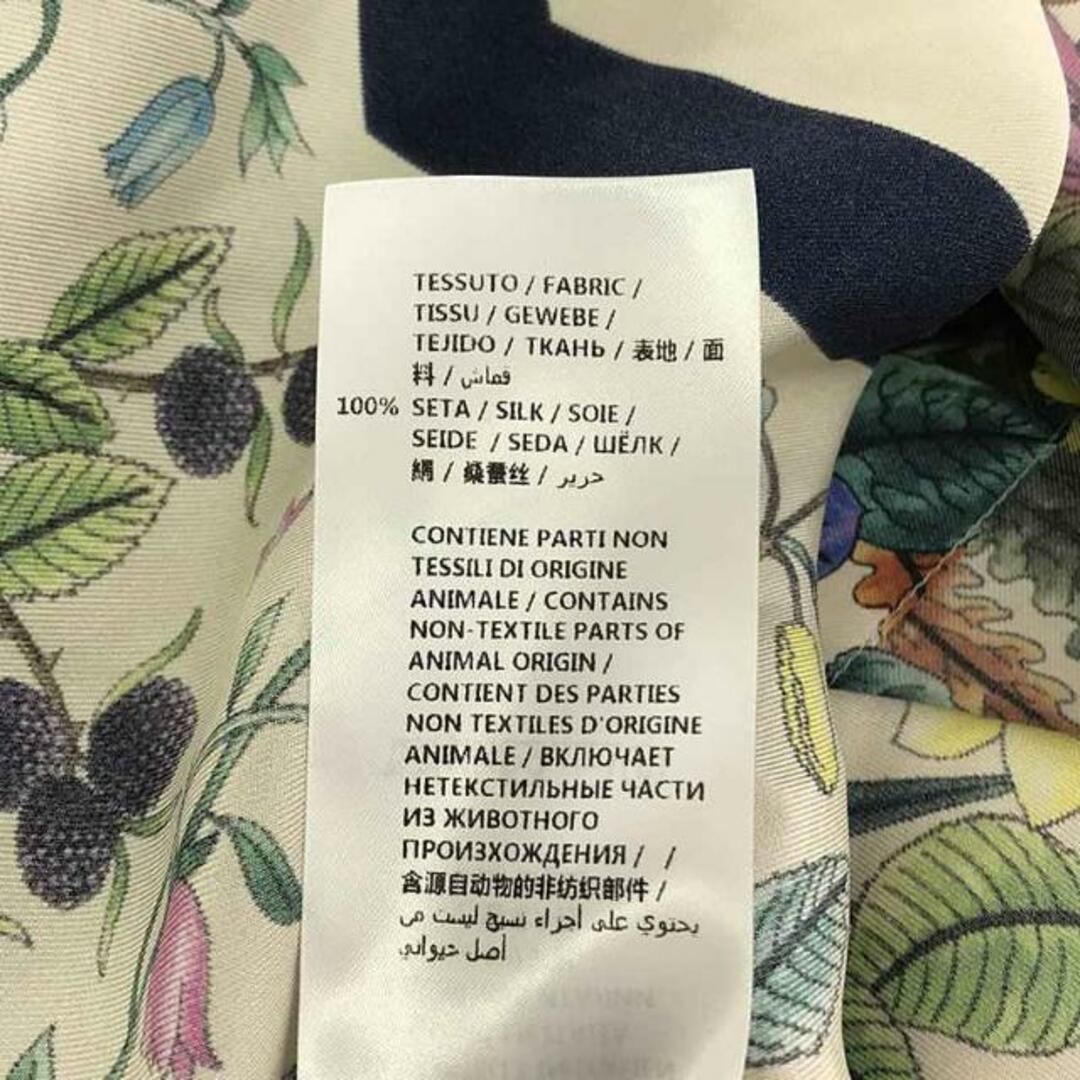 TESSUTO / FABRIC /
TISSU / GEWEBE /
TEJIDO / ТКАНЬ / 表地 / 面
料 / قماش
100% SETA / SILK / SOIE /
SEIDE / SEDA / ШЁЛК /
絹 / 桑蚕丝 / حرير
CONTIENE PARTI NON
TESSILI DI ORIGINE
ANIMALE / CONTAINS
NON-TEXTILE PARTS OF
ANIMAL ORIGIN /
CONTIENT DES PARTIES
NON TEXTILES D'ORIGINE
ANIMALE / ВКЛЮЧАЕТ
НЕТЕКСТИЛЬНЫЕ ЧАСТИ
ИЗ ЖИВОТНОГО
ПРОИЗХОЖДЕНИЯ / /
含源自动物的非纺织部件 /
يحتوي على أجزاء نسيج ليست من
أصل حيواني